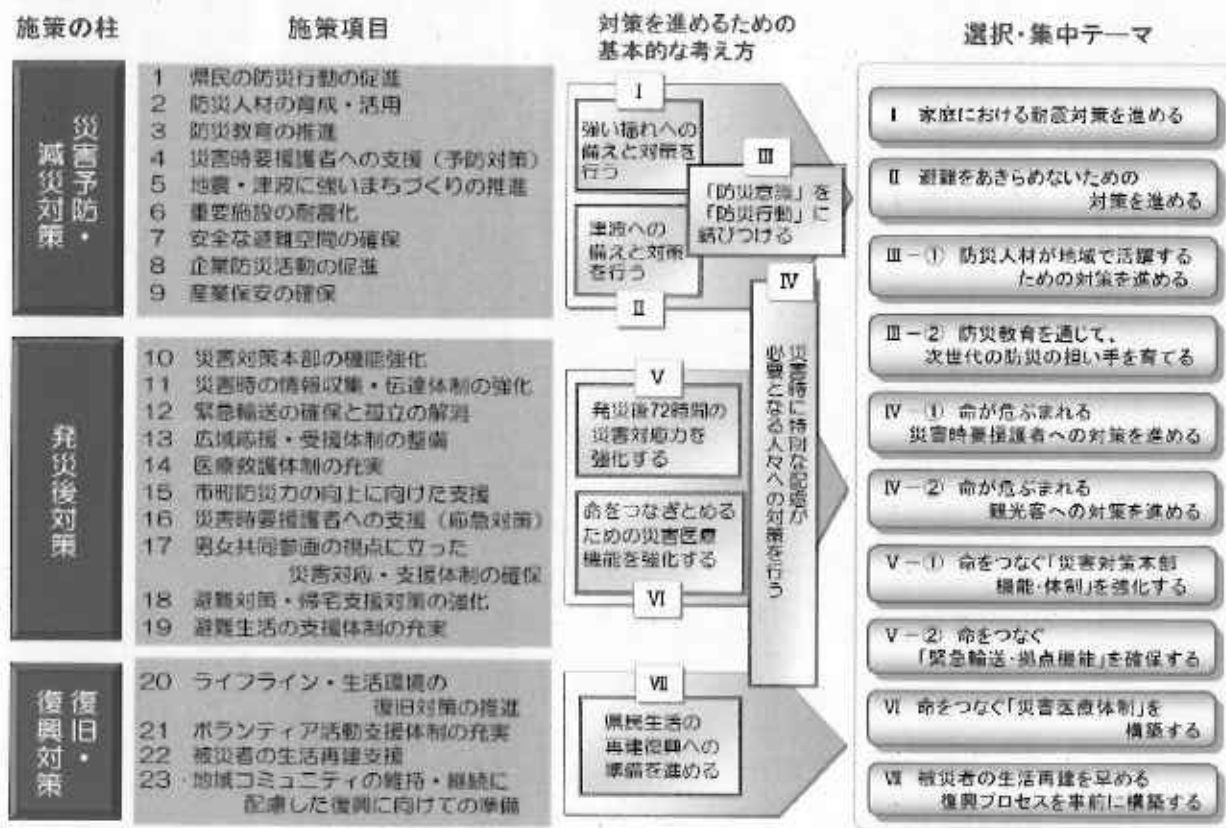 施策の柱
施策項目
対策を進めるための
基本的な考え方
選択・集中テーマ
災害予防・
減災対策
1 県民の防災行動の促進
2 防災人材の育成・活用
3 防災教育の推進
4 災害時要援護者への支援（予防対策）
5 地震・津波に強いまちづくりの推進
6 重要施設の耐震化
7 安全な避難空間の確保
8 企業防災活動の促進
9 産業保安の確保
発災後対策
10 災害対策本部の機能強化
11 災害時の情報収集・伝達体制の強化
12 緊急輸送の確保と孤立の解消
13 広域応援・受援体制の整備
14 医療救護体制の充実
15 市町防災力の向上に向けた支援
16 災害時要援護者への支援（応急対策）
17 男女共同参画の視点に立った
災害対応・支援体制の確保
18 避難対策・帰宅支援対策の強化
19 避難生活の支援体制の充実
復旧・
復興対策
20 ライフライン・生活環境の
復旧対策の推進
21 ボランティア活動支援体制の充実
22 被災者の生活再建支援
23 地域コミュニティの維持・継続に
配慮した復興に向けての準備
Ⅰ
強い揺れへの
備えと対策を
行う
津波への
備えと対策
を行う
Ⅱ
Ⅲ
「防災意識」を
「防災行動」に
結びつける
Ⅳ
災害時に特別な配慮が
必要となる人々への対策を行う
Ⅴ
発災後72時間の
災害対応力を
強化する
命をつなぎとめる
ための災害医療
機能を強化する
Ⅵ
Ⅶ
県民生活の
再建復興への
準備を進める
Ⅰ 家庭における耐震対策を進める
Ⅱ 避難をあきらめないための
対策を進める
Ⅲ－① 防災人材が地域で活躍する
ための対策を進める
Ⅲ－② 防災教育を通じて、
次世代の防災の担い手を育てる
Ⅳ－① 命が危ぶまれる
災害時要援護者への対策を進める
Ⅳ－② 命が危ぶまれる
観光客への対策を進める
Ⅴ－① 命をつなぐ「災害対策本部
機能・体制」を強化する
Ⅴ－② 命をつなぐ
「緊急輸送・拠点機能」を確保する
Ⅵ 命をつなぐ「災害医療体制」を
構築する
Ⅶ 被災者の生活再建を早める
復興プロセスを事前に構築する